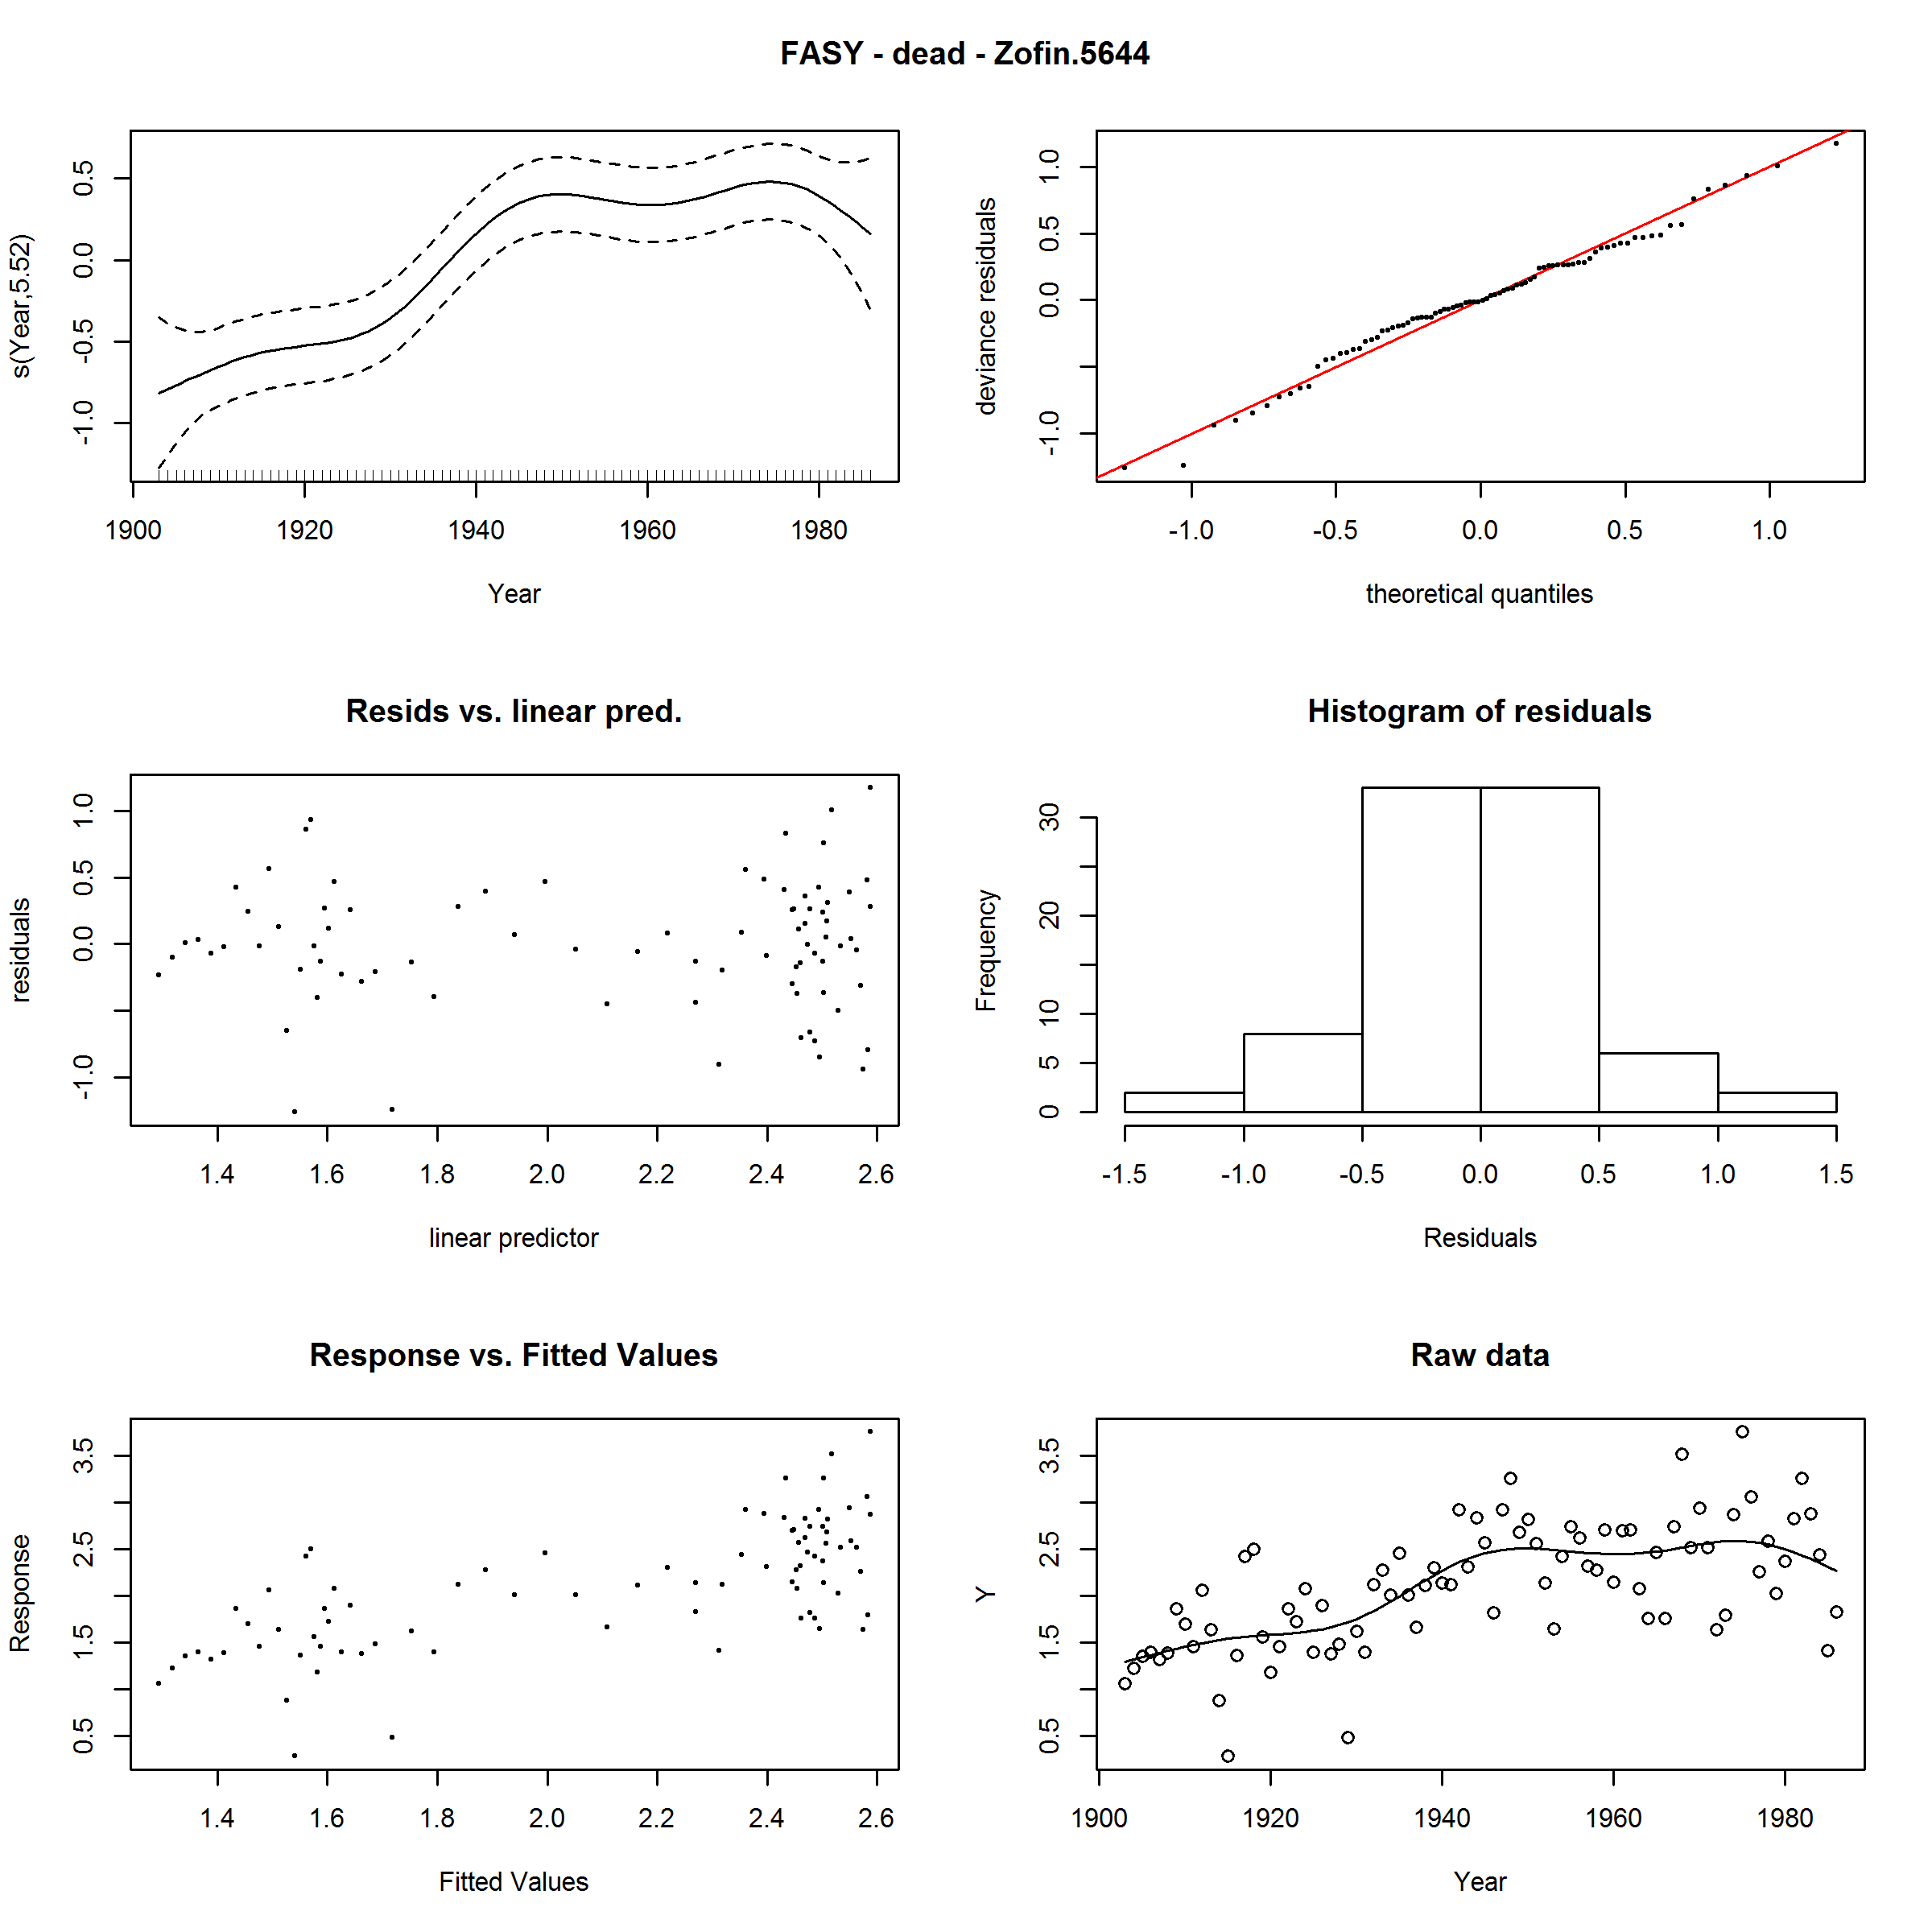 FASY - dead - Zofin.5644
s(Year,5.52)
-1.0 -0.5 0.0 0.5
1900 1920 1940 1960 1980
Year
deviance residuals
-1.0 0.0 0.5 1.0
-1.0 -0.5 0.0 0.5 1.0
theoretical quantiles
Resids vs. linear pred.
residuals
-1.0 0.0 0.5 1.0
1.4 1.6 1.8 2.0 2.2 2.4 2.6
linear predictor
Histogram of residuals
Frequency
0 5 10 20 30
-1.5 -1.0 -0.5 0.0 0.5 1.0 1.5
Residuals
Response vs. Fitted Values
Response
0.5 1.5 2.5 3.5
1.4 1.6 1.8 2.0 2.2 2.4 2.6
Fitted Values
Raw data
Y
0.5 1.5 2.5 3.5
1900 1920 1940 1960 1980
Year